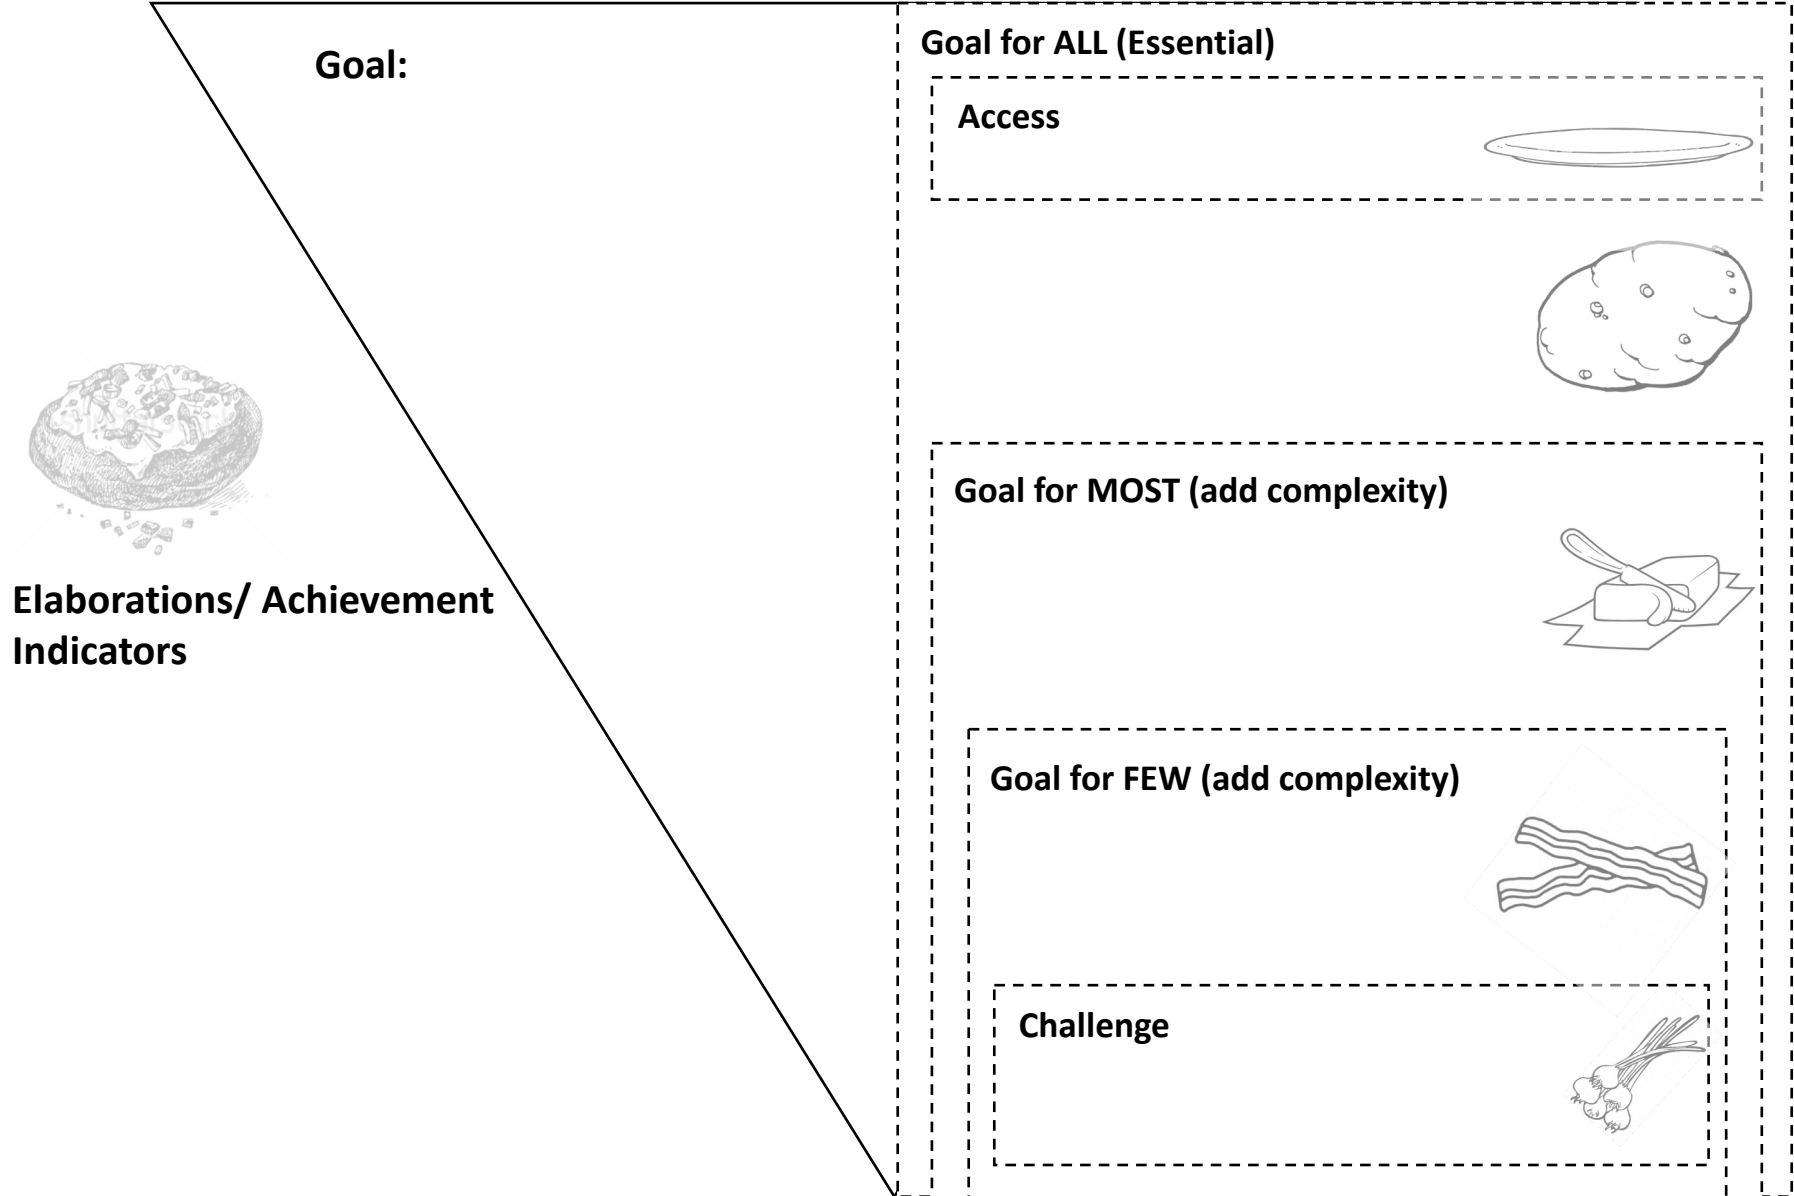 Goal:
Goal for ALL (Essential)
Access
Goal for MOST (add complexity)
Elaborations/ Achievement
Indicators
Goal for FEW (add complexity)
Challenge